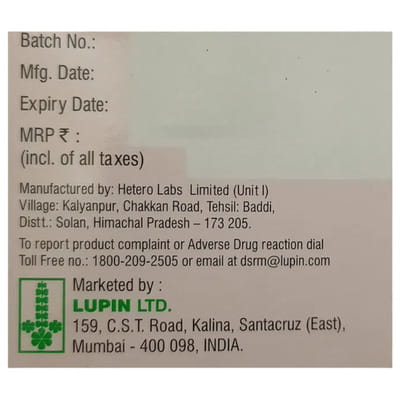 Batch No.:
Mfg. Date:
Expiry Date:
MRP ₹ :
(incl. of all taxes)
Manufactured by: Hetero Labs Limited (Unit I)
Village: Kalyanpur, Chakkan Road, Tehsil: Baddi,
Distt.: Solan, Himachal Pradesh – 173 205.
To report product complaint or Adverse Drug reaction dial
Toll Free no.: 1800-209-2505 or email at dsrm@lupin.com
Marketed by :
LUPIN LTD.
159, C.S.T. Road, Kalina, Santacruz (East),
Mumbai - 400 098, INDIA.